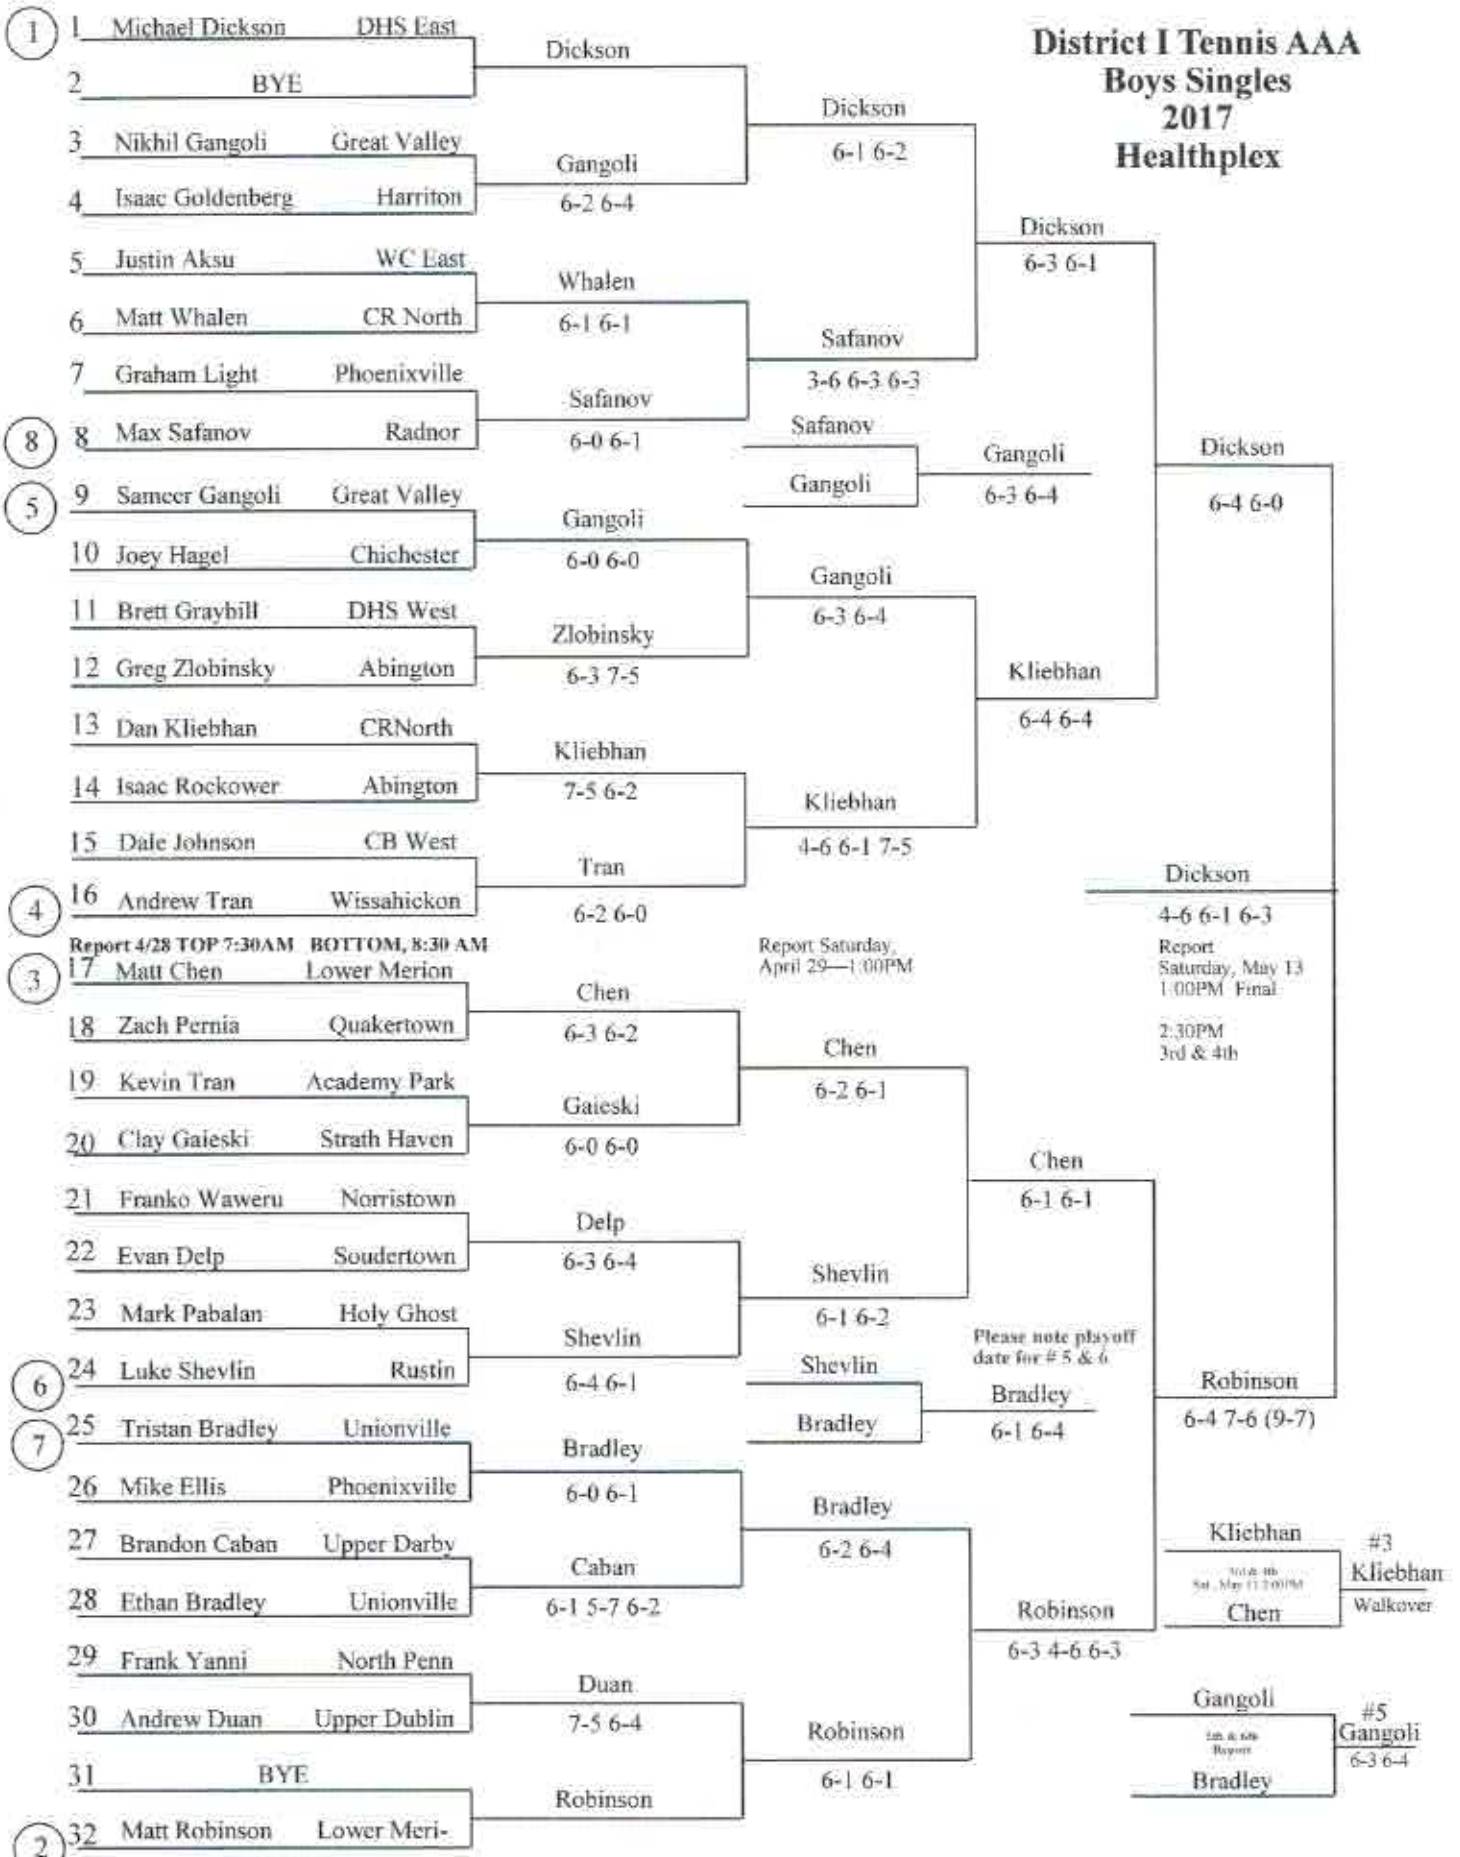 District I Tennis AAA
Boys Singles
2017
Healthplex
1 1 Michael Dickson DHS East
2 BYE
3 Nikhil Gangoli Great Valley
4 Isaac Goldenberg Harriton
5 Justin Aksu WC East
6 Matt Whalen CR North
7 Graham Light Phoenixville
8 8 Max Safanov Radnor
5 9 Sameer Gangoli Great Valley
10 Joey Hagel Chichester
11 Brett Graybill DHS West
12 Greg Zlobinsky Abington
13 Dan Kliebhan CRNorth
14 Isaac Rockower Abington
15 Dale Johnson CB West
4 16 Andrew Tran Wissahickon
Report 4/28 TOP 7:30AM BOTTOM, 8:30 AM
3 17 Matt Chen Lower Merion
18 Zach Pernia Quakertown
19 Kevin Tran Academy Park
20 Clay Gaieski Strath Haven
21 Franko Waweru Norristown
22 Evan Delp Soudertown
23 Mark Pabalan Holy Ghost
6 24 Luke Shevlin Rustin
7 25 Tristan Bradley Unionville
26 Mike Ellis Phoenixville
27 Brandon Caban Upper Darby
28 Ethan Bradley Unionville
29 Frank Yanni North Penn
30 Andrew Duan Upper Dublin
31 BYE
2 32 Matt Robinson Lower Meri-
Dickson
Gangoli
6-2 6-4
Whalen
6-1 6-1
Safanov
6-0 6-1
Gangoli
6-0 6-0
Zlobinsky
6-3 7-5
Kliebhan
7-5 6-2
Tran
6-2 6-0
Chen
6-3 6-2
Gaieski
6-0 6-0
Delp
6-3 6-4
Shevlin
6-4 6-1
Bradley
6-0 6-1
Caban
6-1 5-7 6-2
Duan
7-5 6-4
Robinson
Dickson
6-1 6-2
Safanov
3-6 6-3 6-3
Safanov
Gangoli
Gangoli
6-3 6-4
Gangoli
6-3 6-4
Kliebhan
4-6 6-1 7-5
Report Saturday,
April 29—1:00PM
Chen
6-2 6-1
Shevlin
6-1 6-2
Please note playoff
date for # 5 & 6
Shevlin
Bradley
Bradley
6-1 6-4
Bradley
6-2 6-4
Robinson
6-1 6-1
Dickson
6-3 6-1
Kliebhan
6-4 6-4
Chen
6-1 6-1
Robinson
6-3 4-6 6-3
Dickson
6-4 6-0
Robinson
6-4 7-6 (9-7)
Dickson
4-6 6-1 6-3
Report
Saturday, May 13
1:00PM Final
2:30PM
3rd & 4th
Kliebhan
3rd & 4th
Chen
#3
Kliebhan
Walkover
Gangoli
5th & 6th
Report
Bradley
#5
Gangoli
6-3 6-4